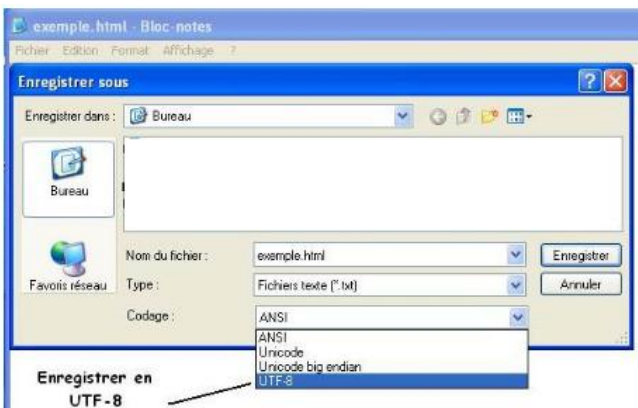 exemple.html - Bloc-notes
Fichier Edition Format Affichage ?
Enregistrer sous
Enregistrer dans : Bureau
Bureau
Favoris réseau
Nom du fichier : exemple.html Enregistrer
Type : Fichiers texte (*.txt) Annuler
Codage : ANSI
ANSI
Unicode
Unicode big endian
UTF-8
Enregistrer en
UTF-8